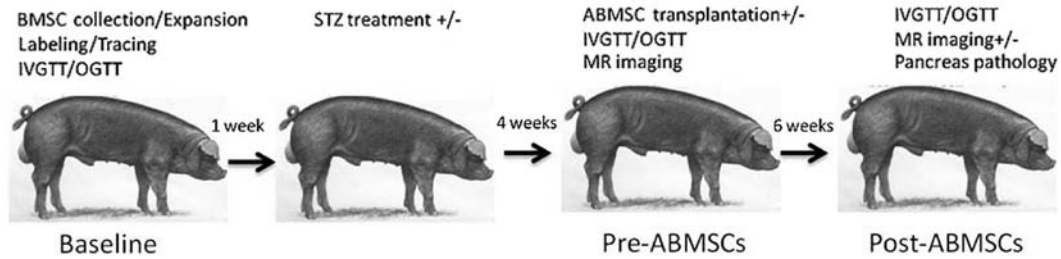 BMSC collection/Expansion
Labeling/Tracing
IVGTT/OGTT
STZ treatment +/-
ABMSC transplantation+/-
IVGTT/OGTT
MR imaging
IVGTT/OGTT
MR imaging+/-
Pancreas pathology
1 week
4 weeks
6 weeks
Baseline
Pre-ABMSCs
Post-ABMSCs